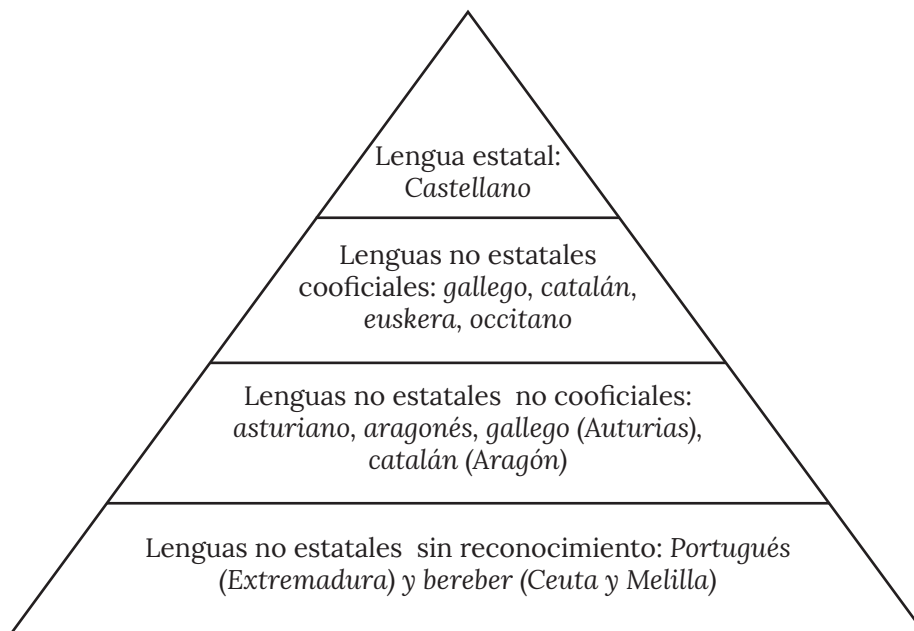 Lengua estatal:
Castellano
Lenguas no estatales
cooficiales: gallego, catalán,
euskera, occitano
Lenguas no estatales no cooficiales:
asturiano, aragonés, gallego (Auturias),
catalán (Aragón)
Lenguas no estatales sin reconocimiento: Portugués
(Extremadura) y bereber (Ceuta y Melilla)